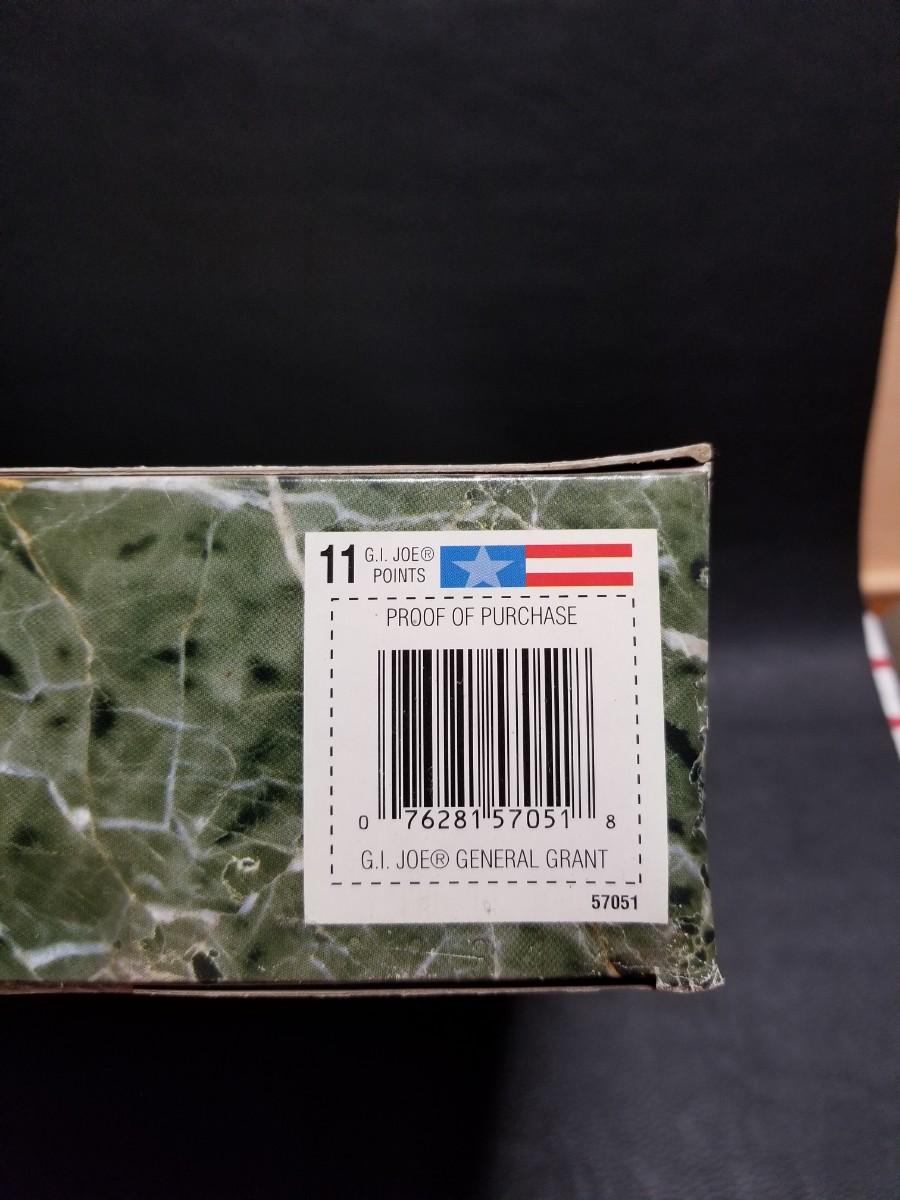 11 G.I. JOE®
POINTS
PROOF OF PURCHASE
0 76281 57051 8
G.I. JOE® GENERAL GRANT
57051